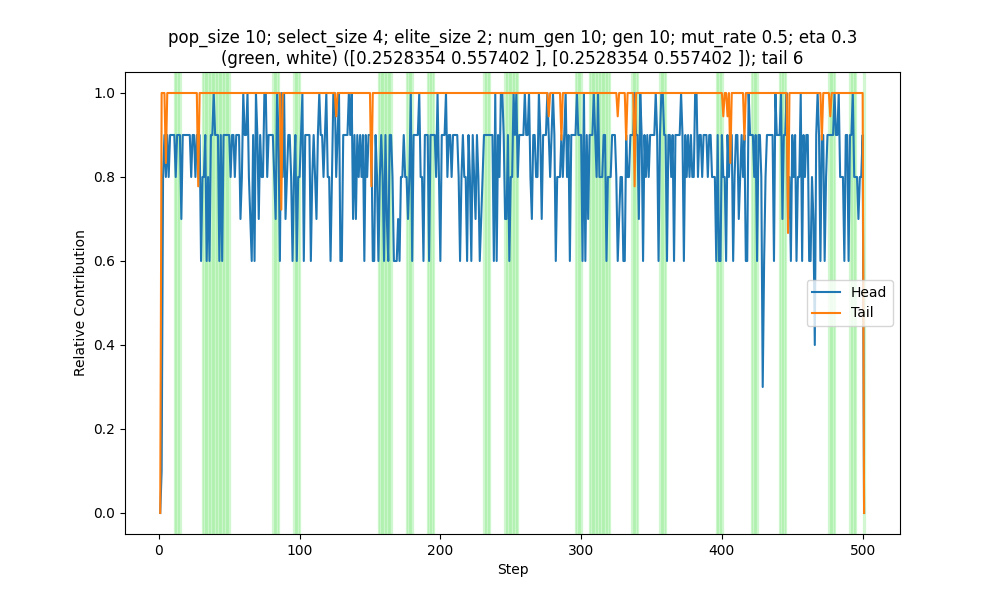 pop_size 10; select_size 4; elite_size 2; num_gen 10; gen 10; mut_rate 0.5; eta 0.3
(green, white) ([0.2528354 0.557402 ], [0.2528354 0.557402 ]); tail 6
1.0
0.8
0.6
0.4
0.2
0.0
Relative Contribution
Head
Tail
0 100 200 300 400 500
Step